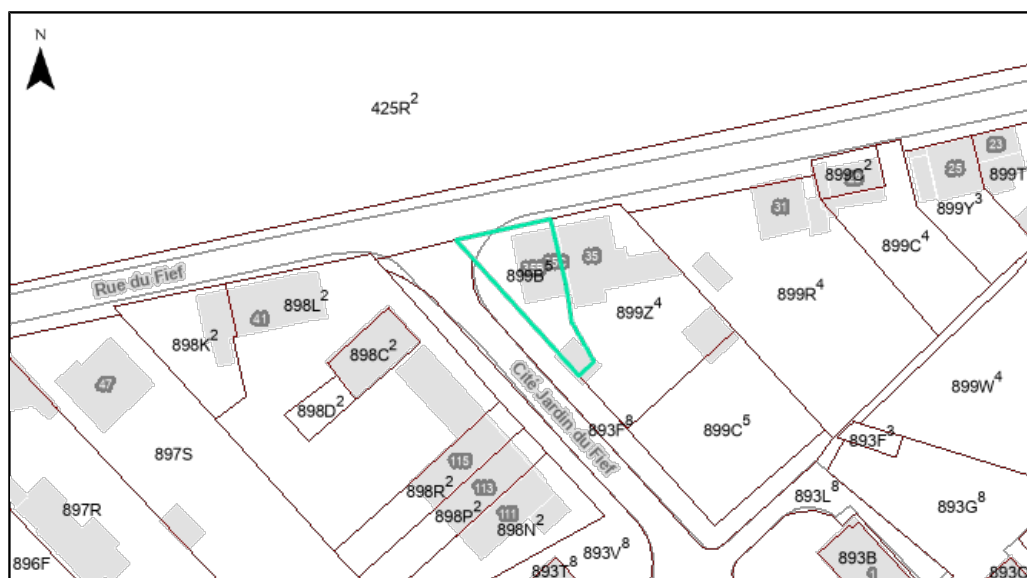 N
425R²
23
899C²
25
899T
31
899Y³
899C⁴
35
899B⁵
Rue du Fief
899R⁴
898L²
899Z⁴
41
898K²
898C²
47
899W⁴
Cité Jardin du Fief
898D²
893F⁸
899C⁵
893F³
897S
115
898R²
113
893L⁸
897R
898P²
111
898N²
893G⁸
893V⁸
893B
896F
893T⁸
1